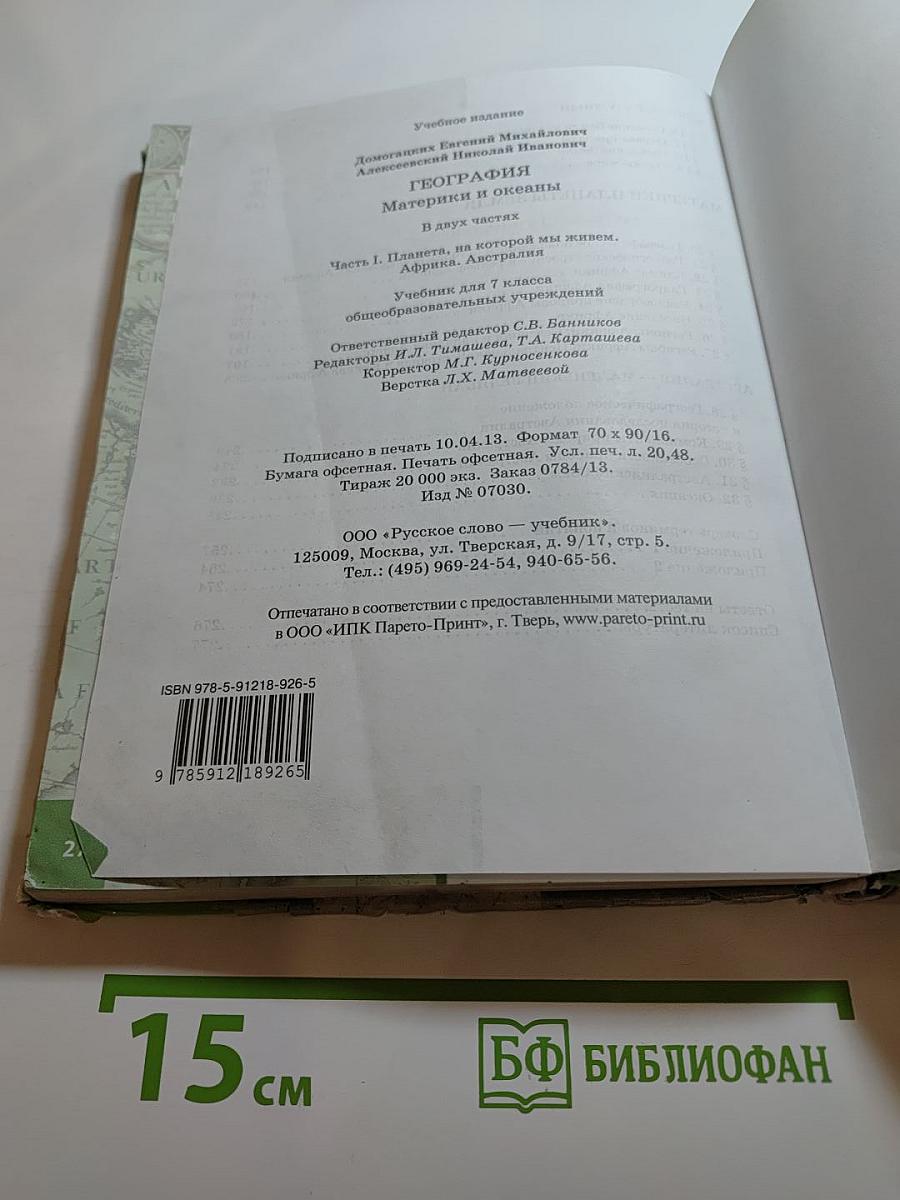 Учебное издание
Домогацких Евгений Михайлович
Алексеевский Николай Иванович
ГЕОГРАФИЯ
Материки и океаны
В двух частях
Часть I. Планета, на которой мы живем.
Африка. Австралия
Учебник для 7 класса
общеобразовательных учреждений
Ответственный редактор С.В. Банников
Редакторы И.Л. Тимашева, Т.А. Карташева
Корректор М.Г. Курносенкова
Верстка Л.Х. Матвеевой
Подписано в печать 10.04.13. Формат 70 х 90/16.
Бумага офсетная. Печать офсетная. Усл. печ. л. 20,48.
Тираж 20 000 экз. Заказ 0784/13.
Изд № 07030.
ООО «Русское слово — учебник».
125009, Москва, ул. Тверская, д. 9/17, стр. 5.
Тел.: (495) 969-24-54, 940-65-56.
Отпечатано в соответствии с предоставленными материалами
в ООО «ИПК Парето-Принт», г. Тверь, www.pareto-print.ru
ISBN 978-5-91218-926-5
9 785912 189265
15 см
БФ БИБЛИОФАН